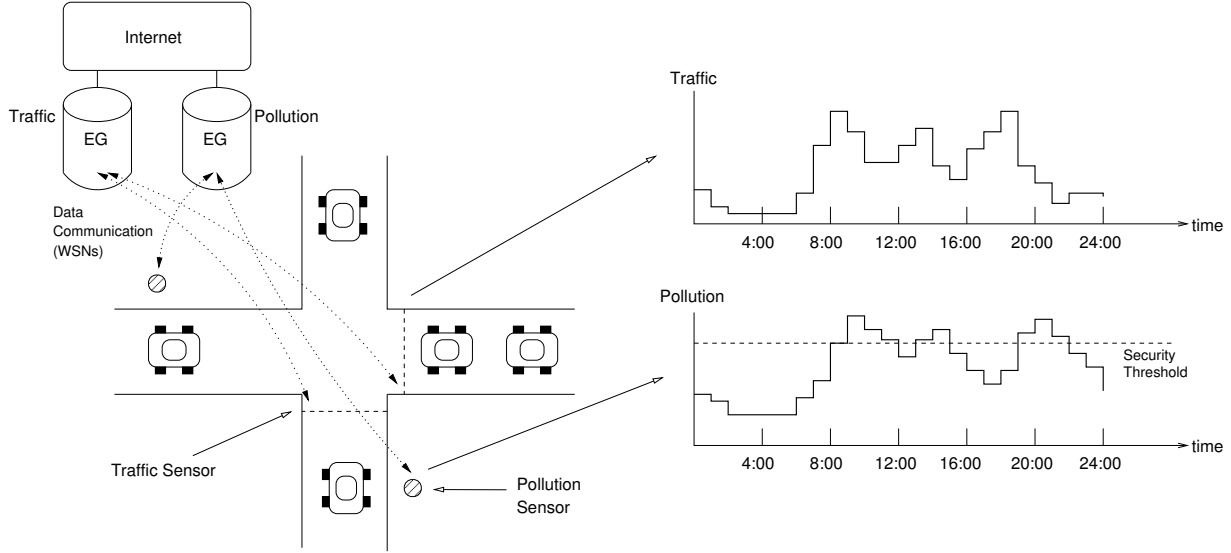 Internet
Traffic
EG
EG
Pollution
Data
Communication
(WSNs)
Traffic Sensor
Pollution
Sensor
Traffic
time
4:00 8:00 12:00 16:00 20:00 24:00
Pollution
Security
Threshold
time
4:00 8:00 12:00 16:00 20:00 24:00